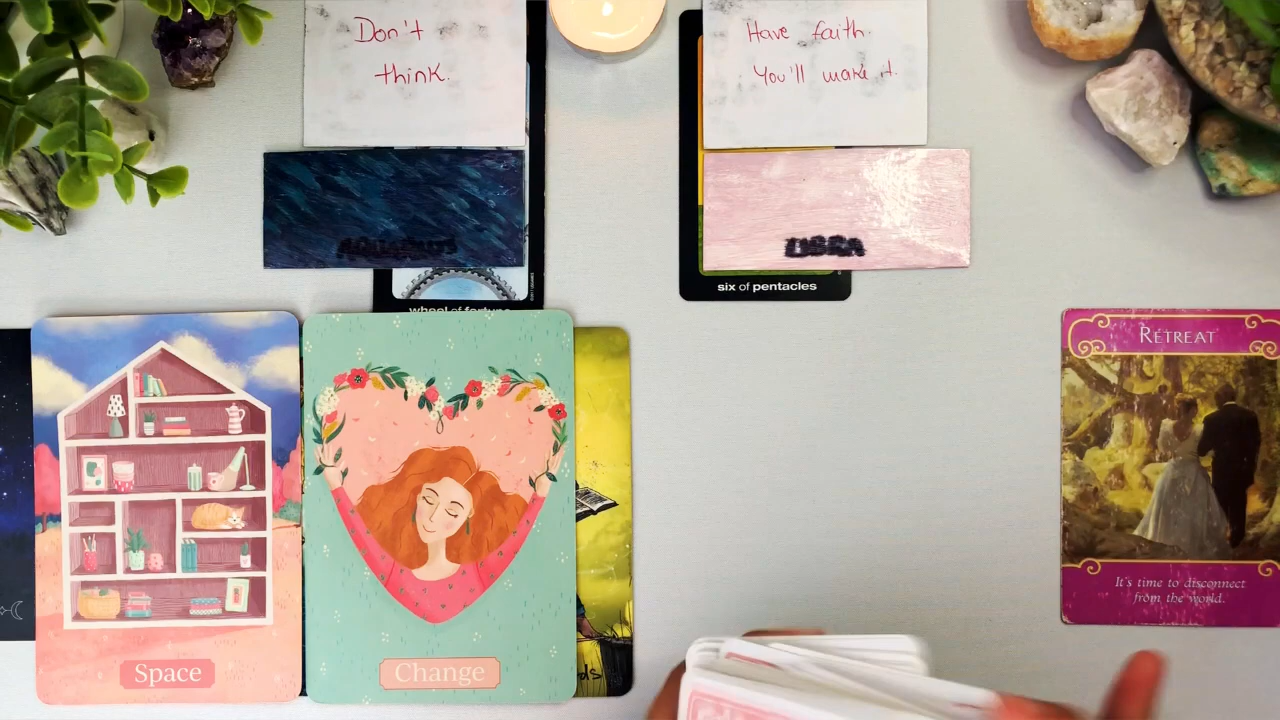 Don't
think.
Have faith.
You'll make it.
AQUARIUS
LIBRA
wheel of fortune
six of pentacles
RETREAT
It's time to disconnect
from the world.
Space
Change